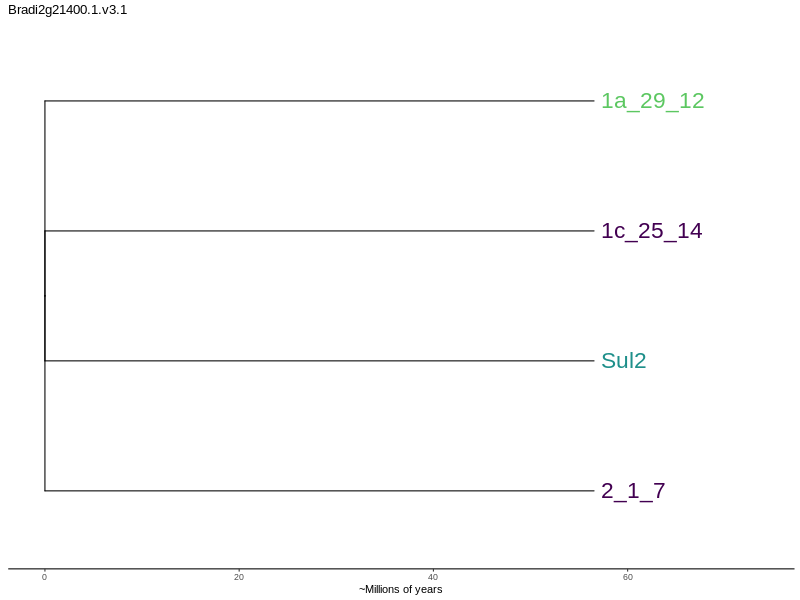 Bradi2g21400.1.v3.1
1a_29_12
1c_25_14
Sul2
2_1_7
0 20 40 60
~Millions of years